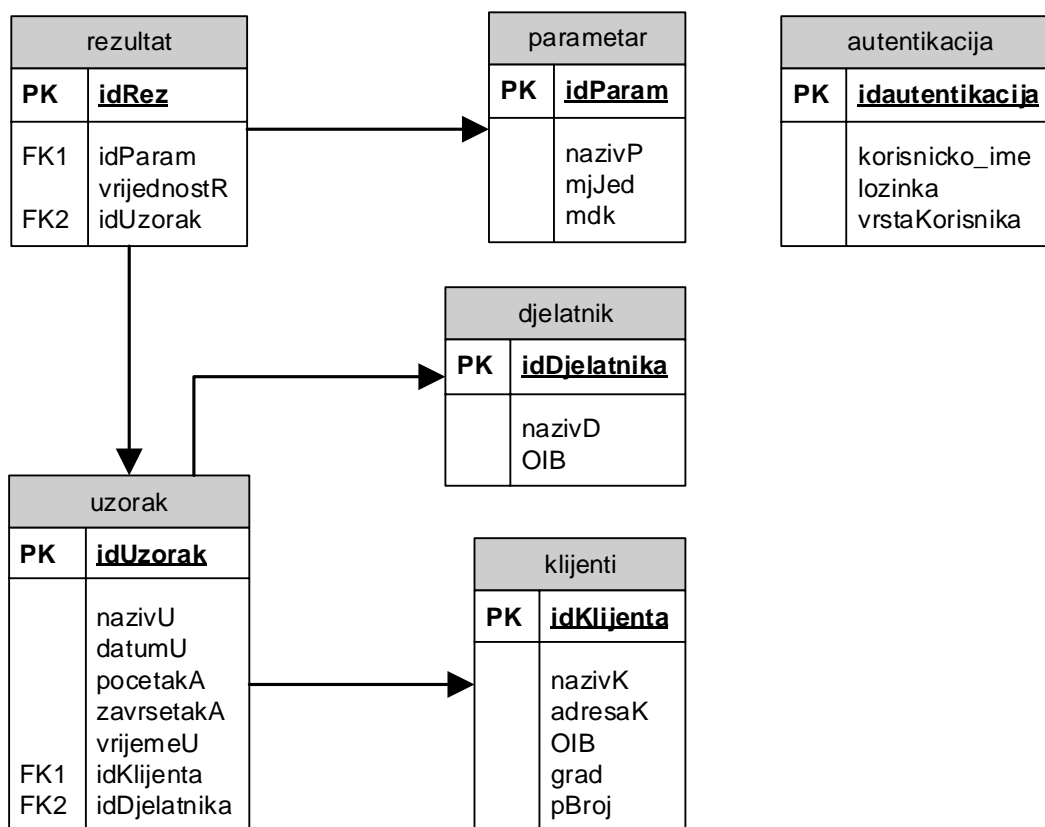 rezultat
PK idRez
FK1 idParam
vrijednostR
FK2 idUzorak
parametar
PK idParam
nazivP
mjJed
mdk
autentikacija
PK idautentikacija
korisnicko_ime
lozinka
vrstaKorisnika
djelatnik
PK idDjelatnika
nazivD
OIB
uzorak
PK idUzorak
nazivU
datumU
pocetakA
zavrsetakA
vrijemeU
FK1 idKlijenta
FK2 idDjelatnika
klijenti
PK idKlijenta
nazivK
adresaK
OIB
grad
pBroj